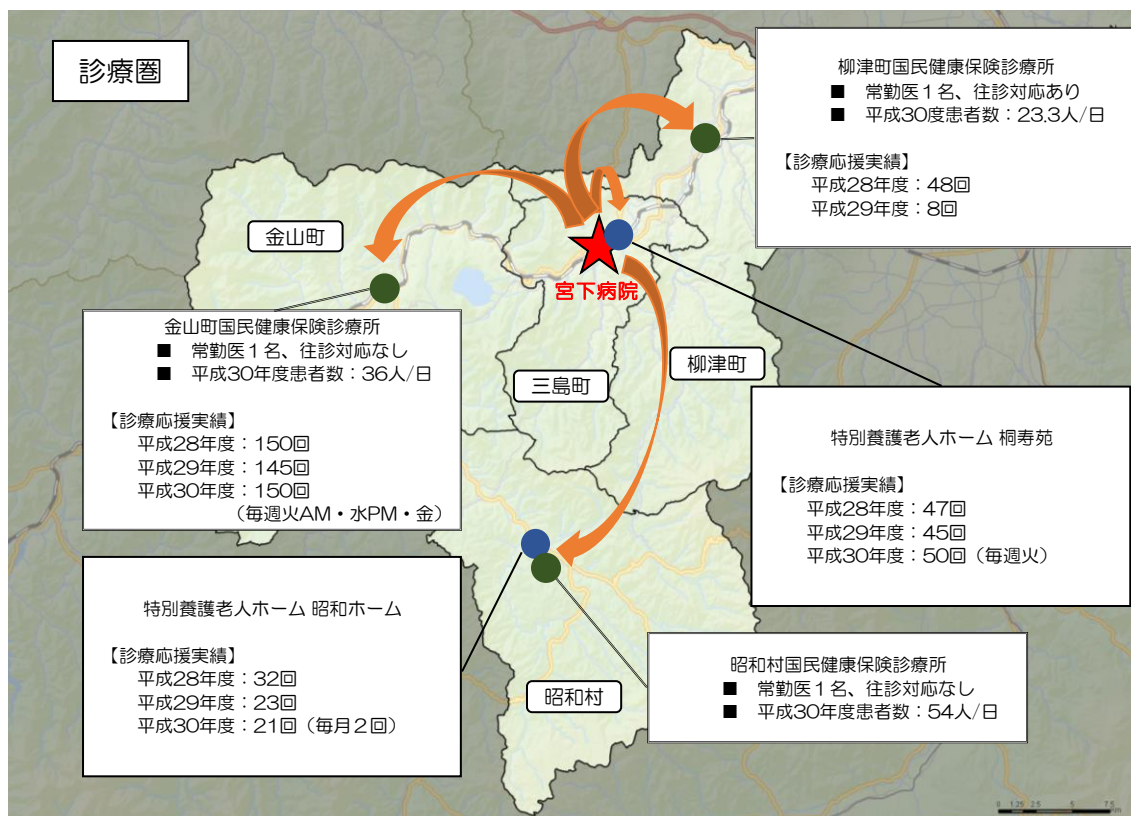 診療圏
柳津町国民健康保険診療所
■ 常勤医１名、往診対応あり
■ 平成30度患者数：23.3人/日
【診療応援実績】
平成28年度：48回
平成29年度：8回
金山町
宮下病院
金山町国民健康保険診療所
■ 常勤医１名、往診対応なし
■ 平成30年度患者数：36人/日
【診療応援実績】
平成28年度：150回
平成29年度：145回
平成30年度：150回
（毎週火AM・水PM・金）
三島町
柳津町
特別養護老人ホーム 桐寿苑
【診療応援実績】
平成28年度：47回
平成29年度：45回
平成30年度：50回（毎週火）
特別養護老人ホーム 昭和ホーム
【診療応援実績】
平成28年度：32回
平成29年度：23回
平成30年度：21回（毎月２回）
昭和村
昭和村国民健康保険診療所
■ 常勤医１名、往診対応なし
■ 平成30年度患者数：54人/日
0 1.25 2.5 5 7.5